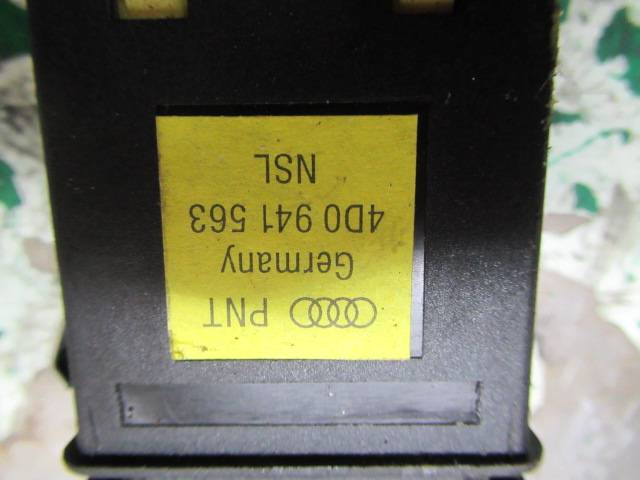 PNT
Germany
4D0 941 563
NSL